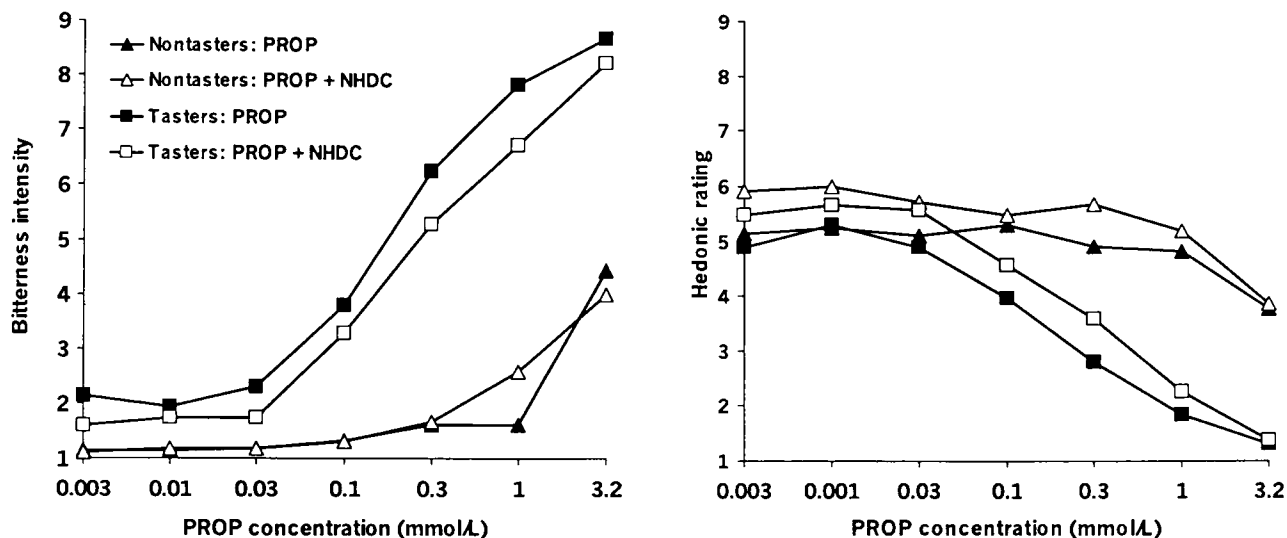 9
8
7
6
5
4
3
2
1
Bitterness intensity
Nontasters: PROP
Nontasters: PROP + NHDC
Tasters: PROP
Tasters: PROP + NHDC
0.003 0.01 0.03 0.1 0.3 1 3.2
PROP concentration (mmol/L)
9
8
7
6
5
4
3
2
1
Hedonic rating
0.003 0.001 0.03 0.1 0.3 1 3.2
PROP concentration (mmol/L)